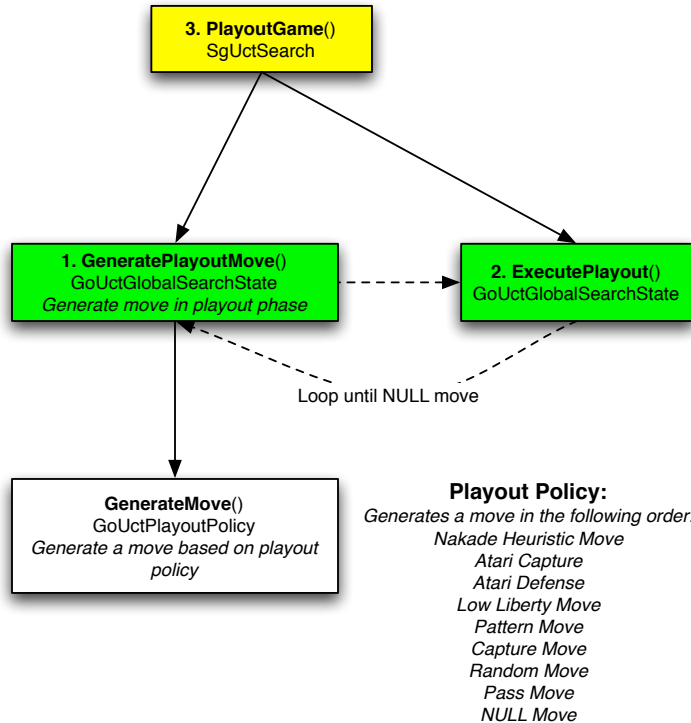 3. PlayoutGame()
SgUctSearch
1. GeneratePlayoutMove()
GoUctGlobalSearchState
Generate move in playout phase
2. ExecutePlayout()
GoUctGlobalSearchState
Loop until NULL move
GenerateMove()
GoUctPlayoutPolicy
Generate a move based on playout
policy
Playout Policy:
Generates a move in the following order:
Nakade Heuristic Move
Atari Capture
Atari Defense
Low Liberty Move
Pattern Move
Capture Move
Random Move
Pass Move
NULL Move